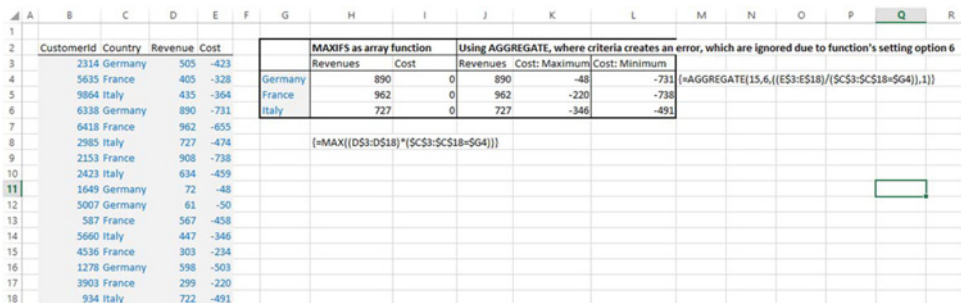 A B C D E F G H I J K L M N O P Q R
1
2 CustomerId Country Revenue Cost MAXIFS as array function Using AGGREGATE, where criteria creates an error, which are ignored due to function's setting option 6
3 2314 Germany 505 -423 Revenues Cost Revenues Cost: Maximum Cost: Minimum
4 5635 France 405 -328 Germany 890 0 890 -48 -731 {=AGGREGATE(15,6,((E$3:E$18)/($C$3:$C$18=$G4)),1)}
5 9864 Italy 435 -364 France 962 0 962 -220 -738
6 6338 Germany 890 -731 Italy 727 0 727 -346 -491
7 6418 France 962 -655
8 2985 Italy 727 -474 {=MAX((D$3:D$18)*($C$3:$C$18=$G4))}
9 2153 France 908 -738
10 2423 Italy 634 -459
11 1649 Germany 72 -48
12 5007 Germany 61 -50
13 587 France 567 -458
14 5660 Italy 447 -346
15 4536 France 303 -234
16 1278 Germany 598 -503
17 3903 France 299 -220
18 934 Italy 722 -491